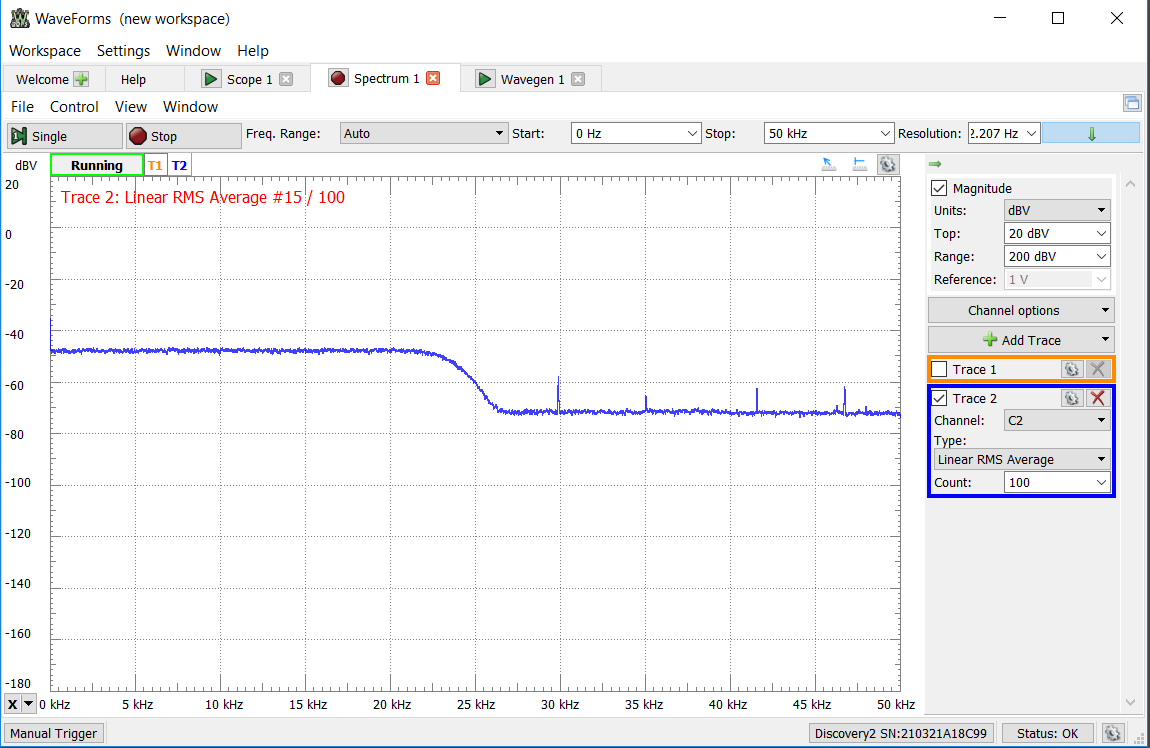 WaveForms (new workspace)
Workspace Settings Window Help
Welcome Help Scope 1 Spectrum 1 Wavegen 1
File Control View Window
Single Stop Freq. Range: Auto Start: 0 Hz Stop: 50 kHz Resolution: 2.207 Hz
dBV Running T1 T2
Trace 2: Linear RMS Average #15 / 100
20
0
-20
-40
-60
-80
-100
-120
-140
-160
-180
X 0 kHz 5 kHz 10 kHz 15 kHz 20 kHz 25 kHz 30 kHz 35 kHz 40 kHz 45 kHz 50 kHz
Magnitude
Units: dBV
Top: 20 dBV
Range: 200 dBV
Reference: 1 V
Channel options
Add Trace
Trace 1
Trace 2
Channel: C2
Type:
Linear RMS Average
Count: 100
Manual Trigger Discovery2 SN:210321A18C99 Status: OK